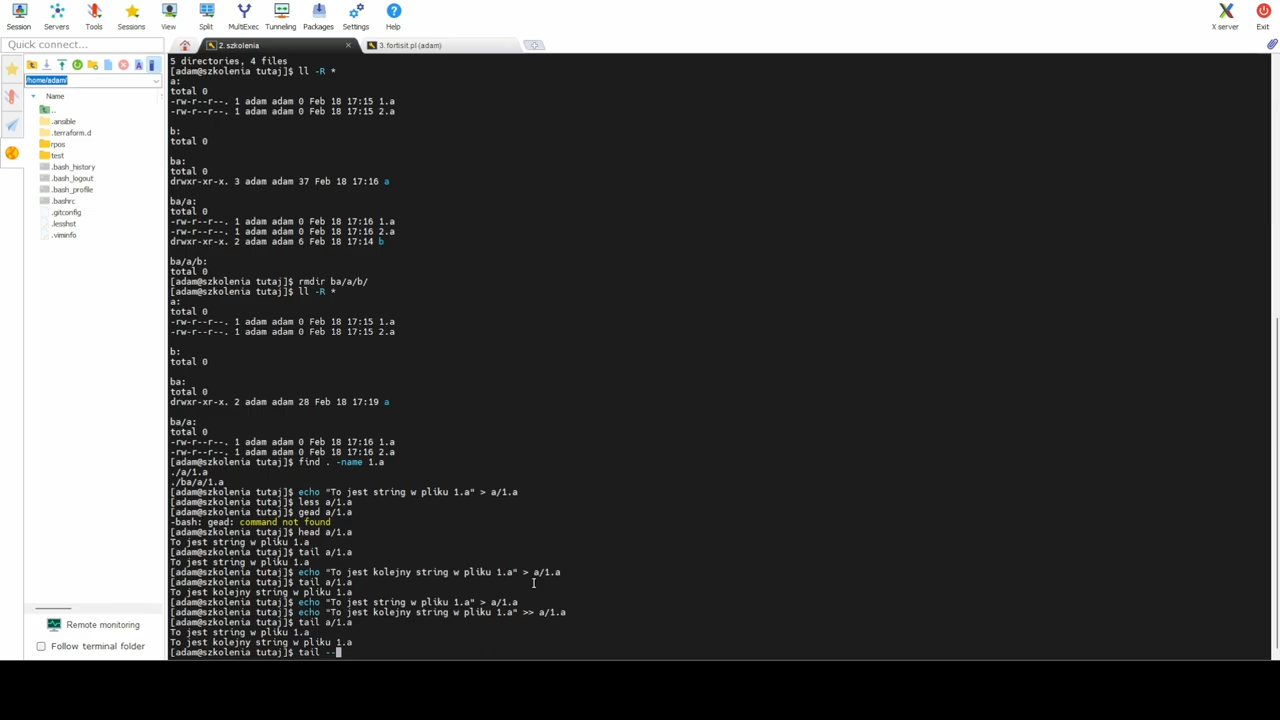 Session
Servers
Tools
Sessions
View
Split
MultiExec
Tunneling
Packages
Settings
Help
X server
Exit
Quick connect...
2. szkolenia
3. fortisit.pl (adam)
/home/adam/
Name
..
.ansible
.terraform.d
rpos
test
.bash_history
.bash_logout
.bash_profile
.bashrc
.gitconfig
.lesshst
.viminfo
Remote monitoring
Follow terminal folder
5 directories, 4 files
[adam@szkolenia tutaj]$ ll -R *
a:
total 0
-rw-r--r--. 1 adam adam 0 Feb 18 17:15 1.a
-rw-r--r--. 1 adam adam 0 Feb 18 17:15 2.a
b:
total 0
ba:
total 0
drwxr-xr-x. 3 adam adam 37 Feb 18 17:16 a
ba/a:
total 0
-rw-r--r--. 1 adam adam 0 Feb 18 17:16 1.a
-rw-r--r--. 1 adam adam 0 Feb 18 17:16 2.a
drwxr-xr-x. 2 adam adam 6 Feb 18 17:14 b
ba/a/b:
total 0
[adam@szkolenia tutaj]$ rmdir ba/a/b/
[adam@szkolenia tutaj]$ ll -R *
a:
total 0
-rw-r--r--. 1 adam adam 0 Feb 18 17:15 1.a
-rw-r--r--. 1 adam adam 0 Feb 18 17:15 2.a
b:
total 0
ba:
total 0
drwxr-xr-x. 2 adam adam 28 Feb 18 17:19 a
ba/a:
total 0
-rw-r--r--. 1 adam adam 0 Feb 18 17:16 1.a
-rw-r--r--. 1 adam adam 0 Feb 18 17:16 2.a
[adam@szkolenia tutaj]$ find . -name 1.a
./a/1.a
./ba/a/1.a
[adam@szkolenia tutaj]$ echo "To jest string w pliku 1.a" > a/1.a
[adam@szkolenia tutaj]$ less a/1.a
[adam@szkolenia tutaj]$ gead a/1.a
-bash: gead: command not found
[adam@szkolenia tutaj]$ head a/1.a
To jest string w pliku 1.a
[adam@szkolenia tutaj]$ tail a/1.a
To jest string w pliku 1.a
[adam@szkolenia tutaj]$ echo "To jest kolejny string w pliku 1.a" > a/1.a
[adam@szkolenia tutaj]$ tail a/1.a
To jest kolejny string w pliku 1.a
[adam@szkolenia tutaj]$ echo "To jest string w pliku 1.a" > a/1.a
[adam@szkolenia tutaj]$ echo "To jest kolejny string w pliku 1.a" >> a/1.a
[adam@szkolenia tutaj]$ tail a/1.a
To jest string w pliku 1.a
To jest kolejny string w pliku 1.a
[adam@szkolenia tutaj]$ tail --